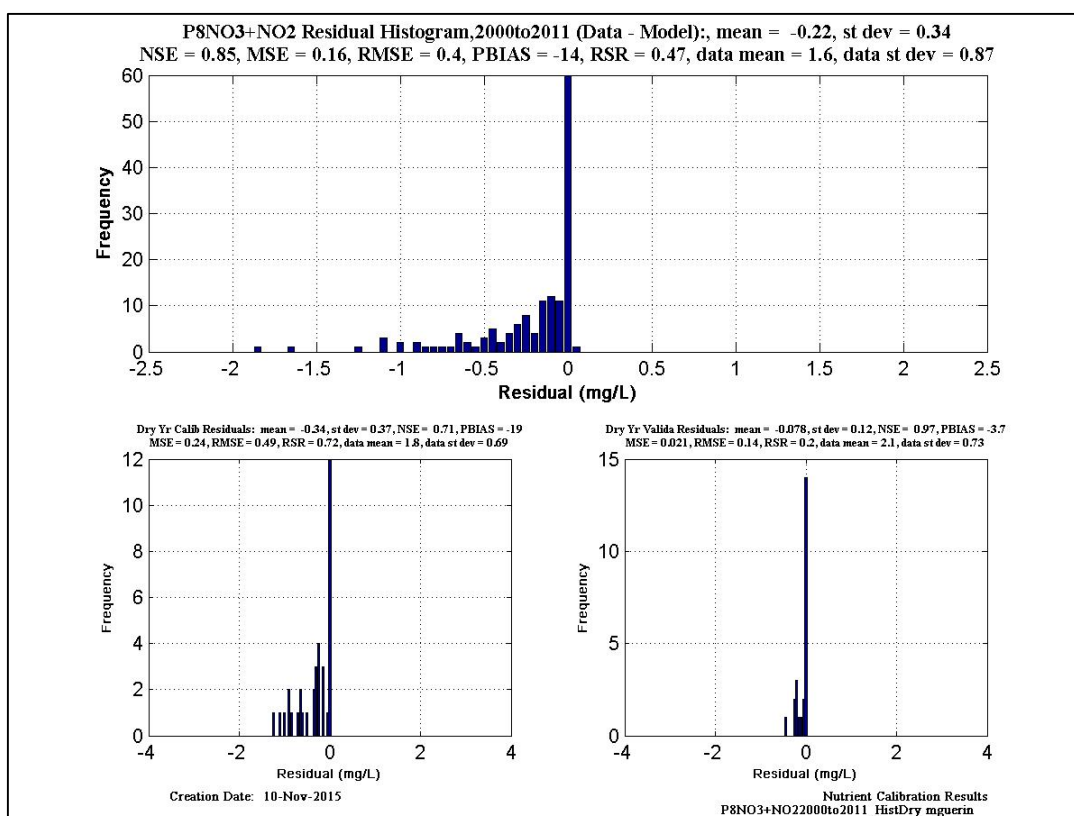 P8NO3+NO2 Residual Histogram,2000to2011 (Data - Model):, mean = -0.22, st dev = 0.34
NSE = 0.85, MSE = 0.16, RMSE = 0.4, PBIAS = -14, RSR = 0.47, data mean = 1.6, data st dev = 0.87
60
50
40
30
20
10
0
Frequency
-2.5 -2 -1.5 -1 -0.5 0 0.5 1 1.5 2 2.5
Residual (mg/L)
Dry Yr Calib Residuals: mean = -0.34, st dev = 0.37, NSE = 0.71, PBIAS = -19
MSE = 0.24, RMSE = 0.49, RSR = 0.72, data mean = 1.8, data st dev = 0.69
12
10
8
6
4
2
0
Frequency
-4 -2 0 2 4
Residual (mg/L)
Dry Yr Valida Residuals: mean = -0.078, st dev = 0.12, NSE = 0.97, PBIAS = -3.7
MSE = 0.021, RMSE = 0.14, RSR = 0.2, data mean = 2.1, data st dev = 0.73
15
10
5
0
Frequency
-4 -2 0 2 4
Residual (mg/L)
Creation Date: 10-Nov-2015
Nutrient Calibration Results
P8NO3+NO22000to2011 HistDry mguerin